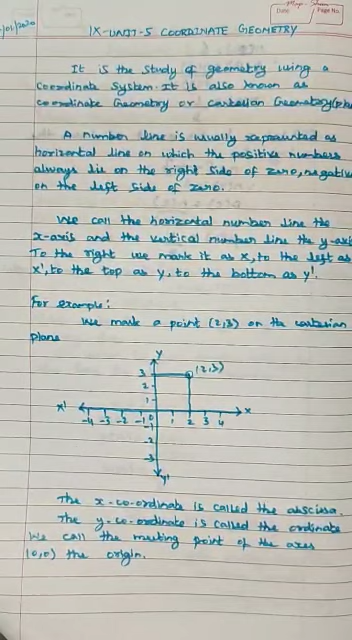 /01/2020
Date
Page No.
IX-UNIT-5 COORDINATE GEOMETRY
It is the study of geometry using a
coordinate system. It is also known as
coordinate Geometry or cartesian Geometry
A number line is usually represented as
horizontal line on which the positive numbers
always lie on the right side of zero, negative
on the left side of zero.
We call the horizontal number line the
x-axis and the vertical number line the y-axis
To the right we mark it as x, to the left as
x', to the top as y, to the bottom as y'.
For example:
We mark a point (2,3) on the cartesian
plane
y
3 (2,3)
2
1
x' -4 -3 -2 -1 0 1 2 3 4 x
-1
-2
-3
y'
The x-co-ordinate is called the abscissa.
The y-co-ordinate is called the ordinate
We call the meeting point of the axes
(0,0) the origin.